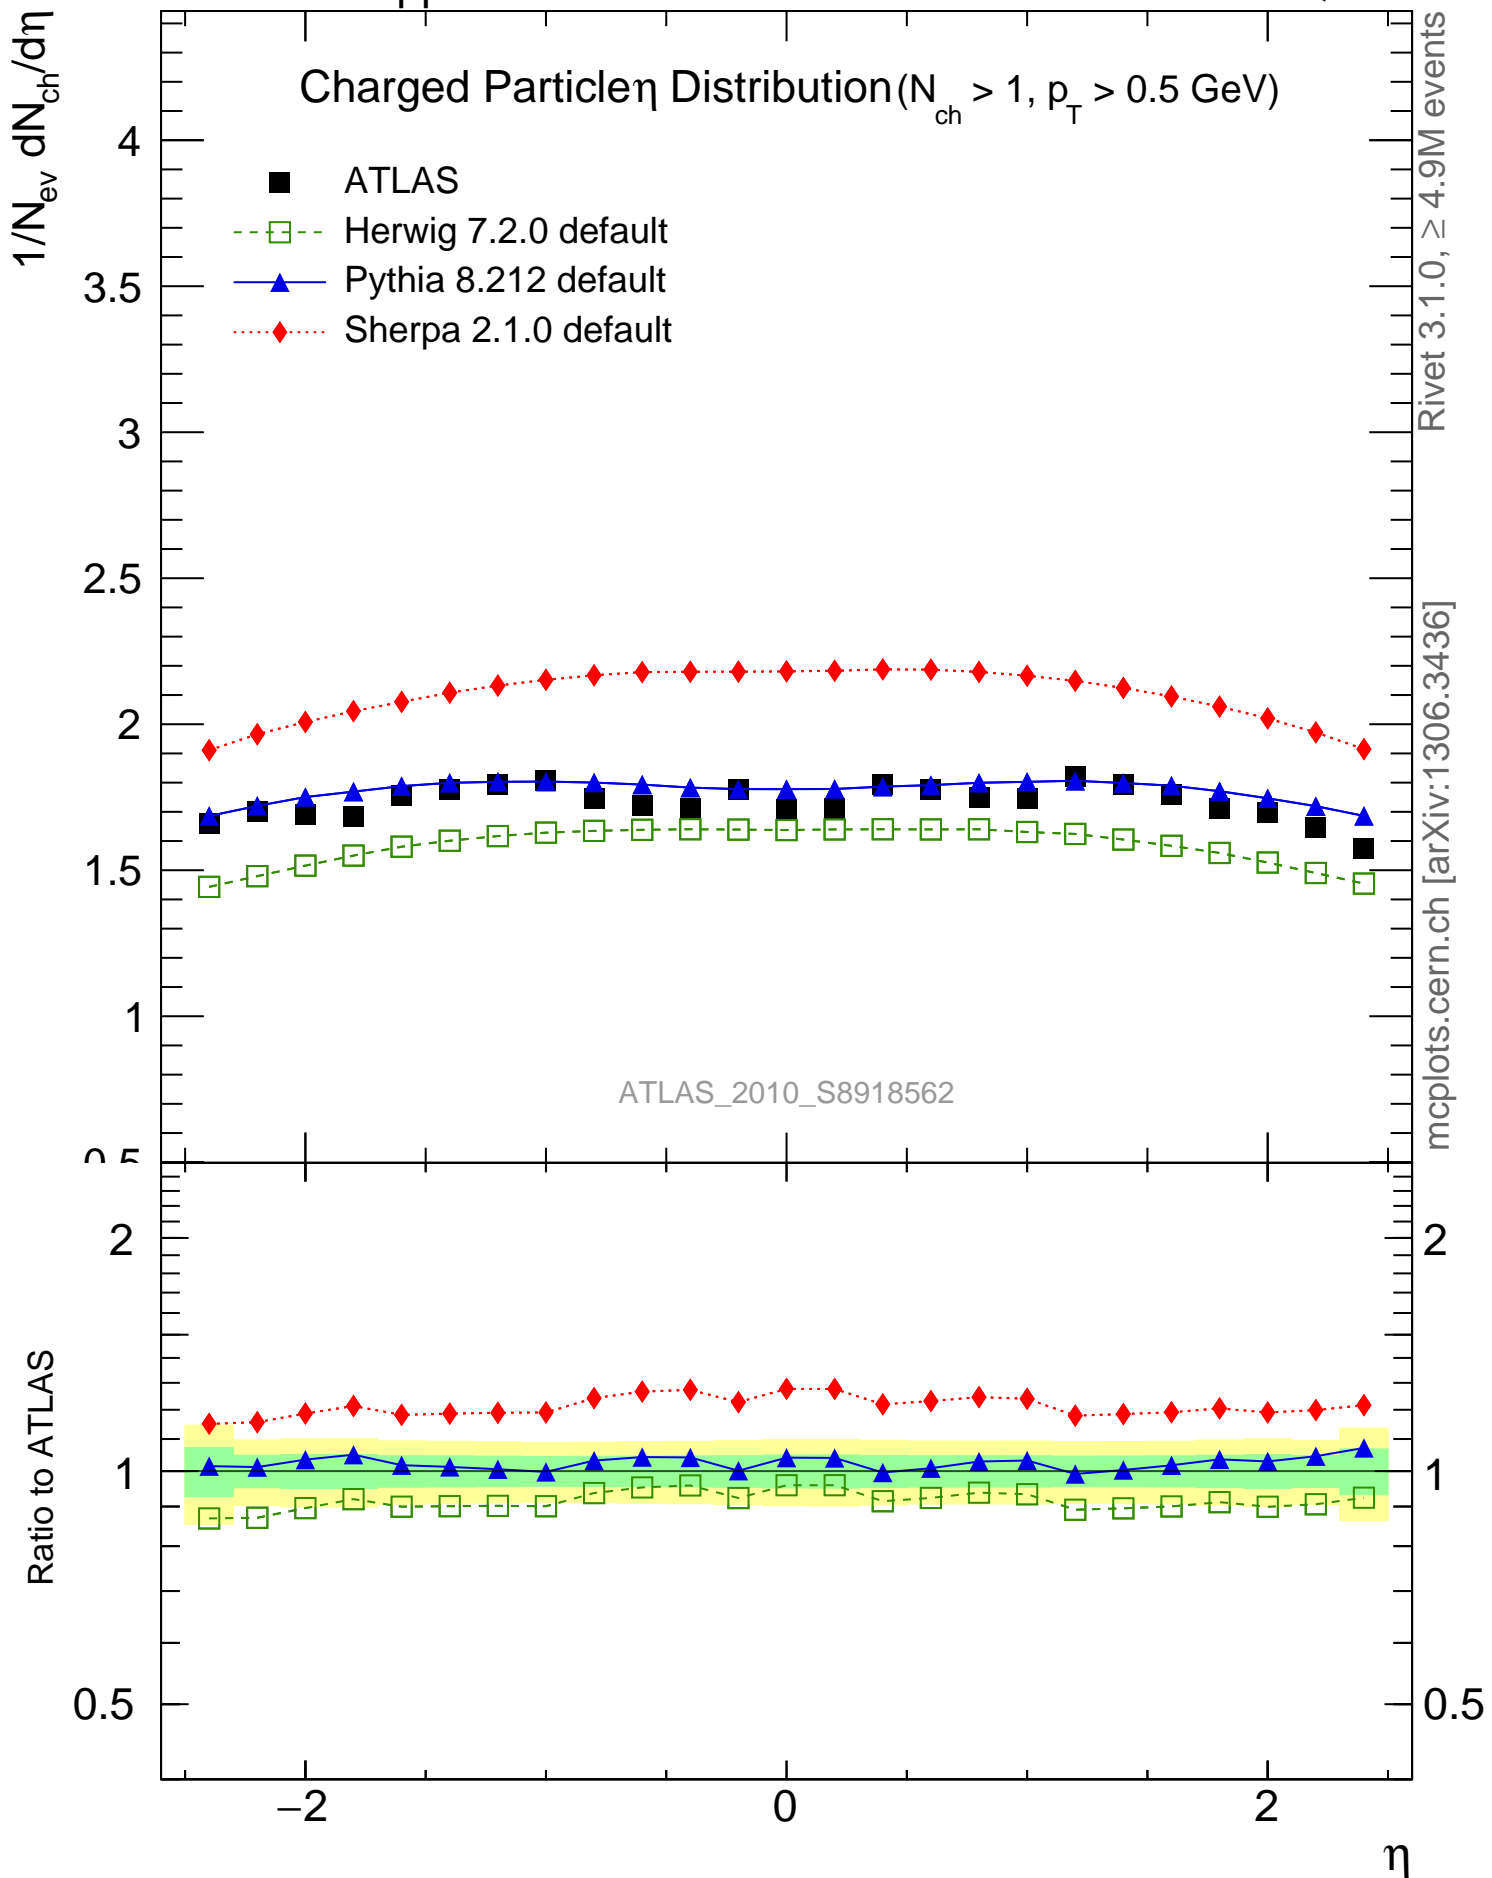 Charged Particleη Distribution (N_ch > 1, p_T > 0.5 GeV)
1/N_ev dN_ch/dη
ATLAS
Herwig 7.2.0 default
Pythia 8.212 default
Sherpa 2.1.0 default
4
3.5
3
2.5
2
1.5
1
0.5
ATLAS_2010_S8918562
Rivet 3.1.0, ≥ 4.9M events
mcplots.cern.ch [arXiv:1306.3436]
Ratio to ATLAS
2
1
0.5
2
1
0.5
−2
0
2
η